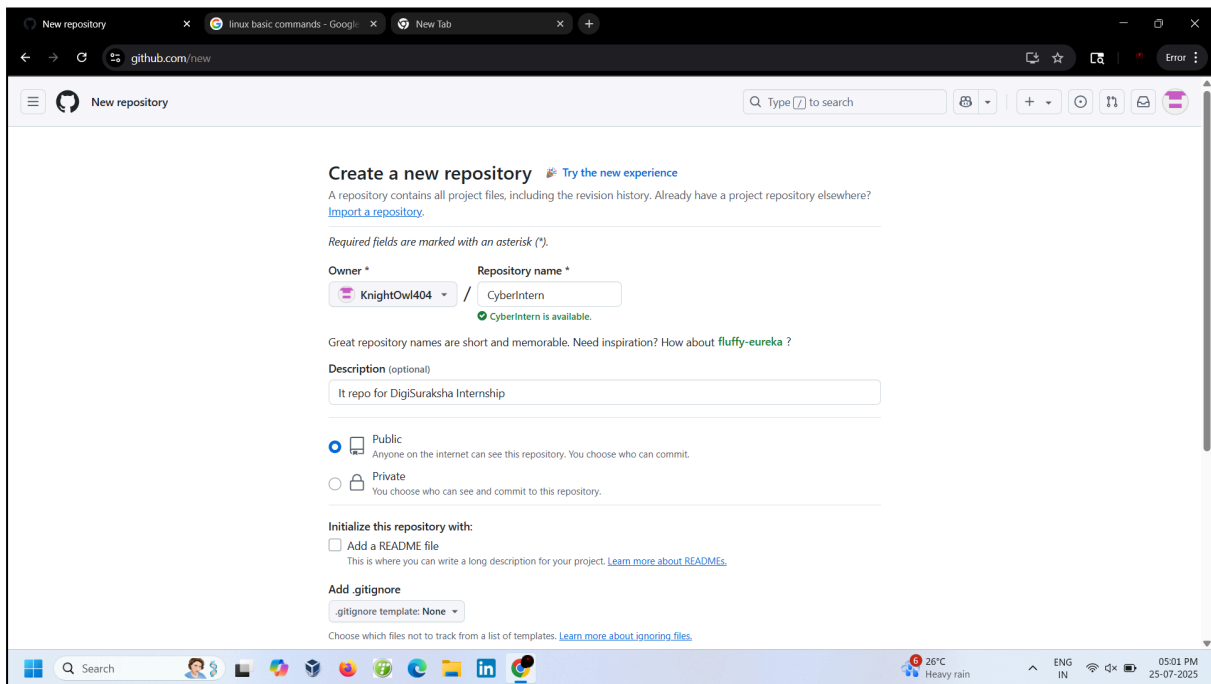 New repository
linux basic commands - Google
New Tab
github.com/new
Error
New repository
Type / to search
Create a new repository
Try the new experience
A repository contains all project files, including the revision history. Already have a project repository elsewhere?
Import a repository.
Required fields are marked with an asterisk (*).
Owner *
Repository name *
KnightOwl404
/
CyberIntern
CyberIntern is available.
Great repository names are short and memorable. Need inspiration? How about fluffy-eureka ?
Description (optional)
It repo for DigiSuraksha Internship
Public
Anyone on the internet can see this repository. You choose who can commit.
Private
You choose who can see and commit to this repository.
Initialize this repository with:
Add a README file
This is where you can write a long description for your project. Learn more about READMEs.
Add .gitignore
.gitignore template: None
Choose which files not to track from a list of templates. Learn more about ignoring files.
Search
in
6
26°C
Heavy rain
ENG
IN
05:01 PM
25-07-2025